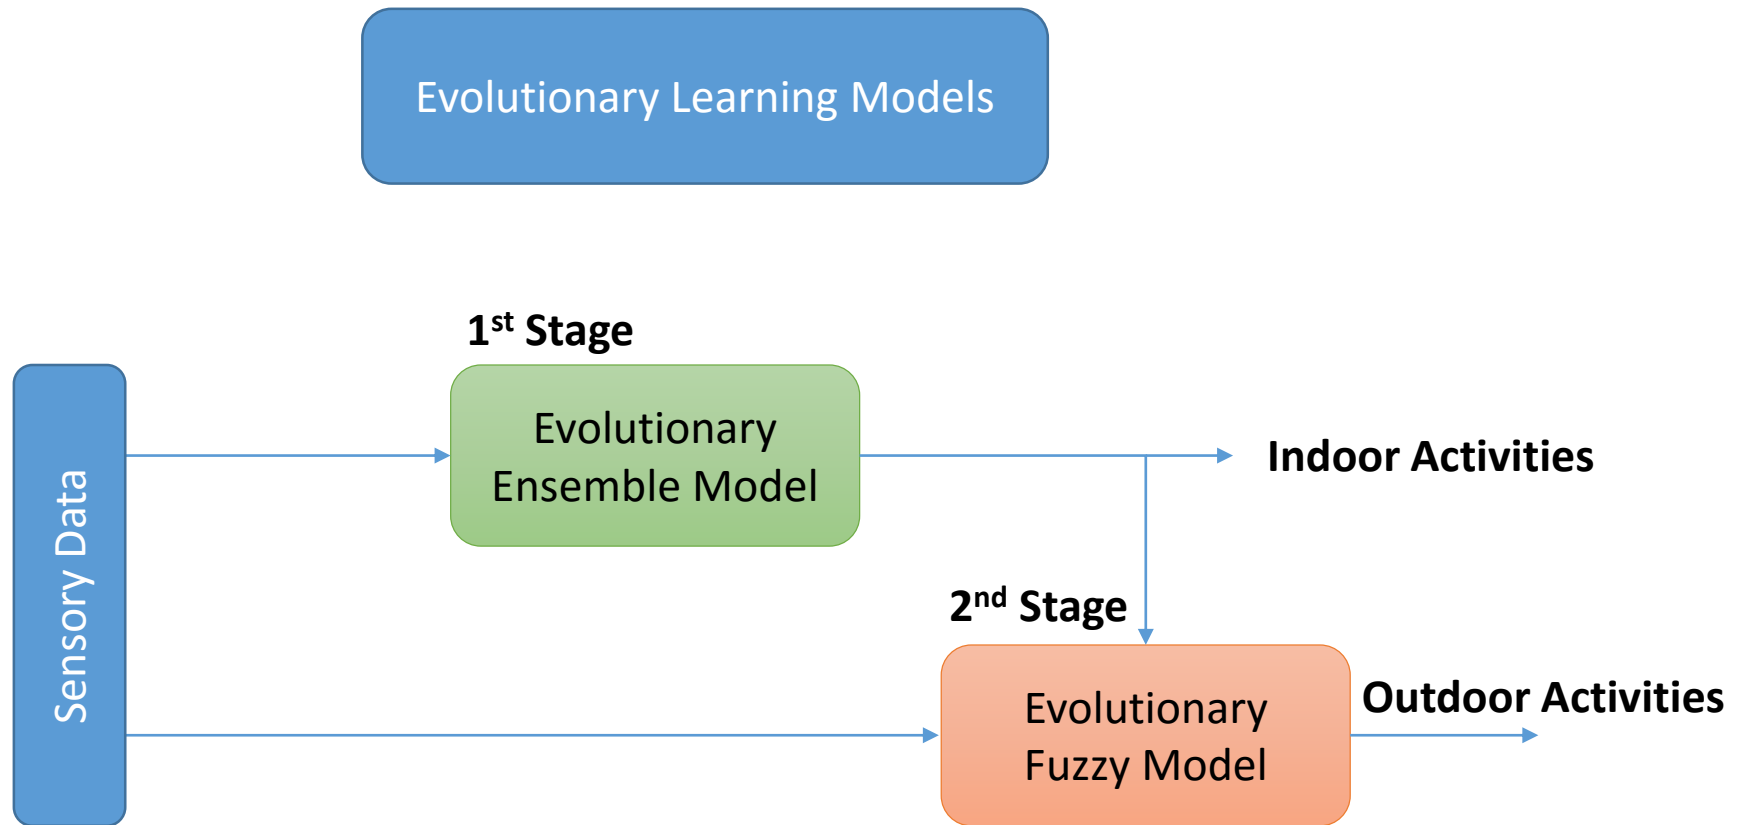 Evolutionary Learning Models
1st Stage
Evolutionary
Ensemble Model
Indoor Activities
Sensory Data
2nd Stage
Evolutionary
Fuzzy Model
Outdoor Activities